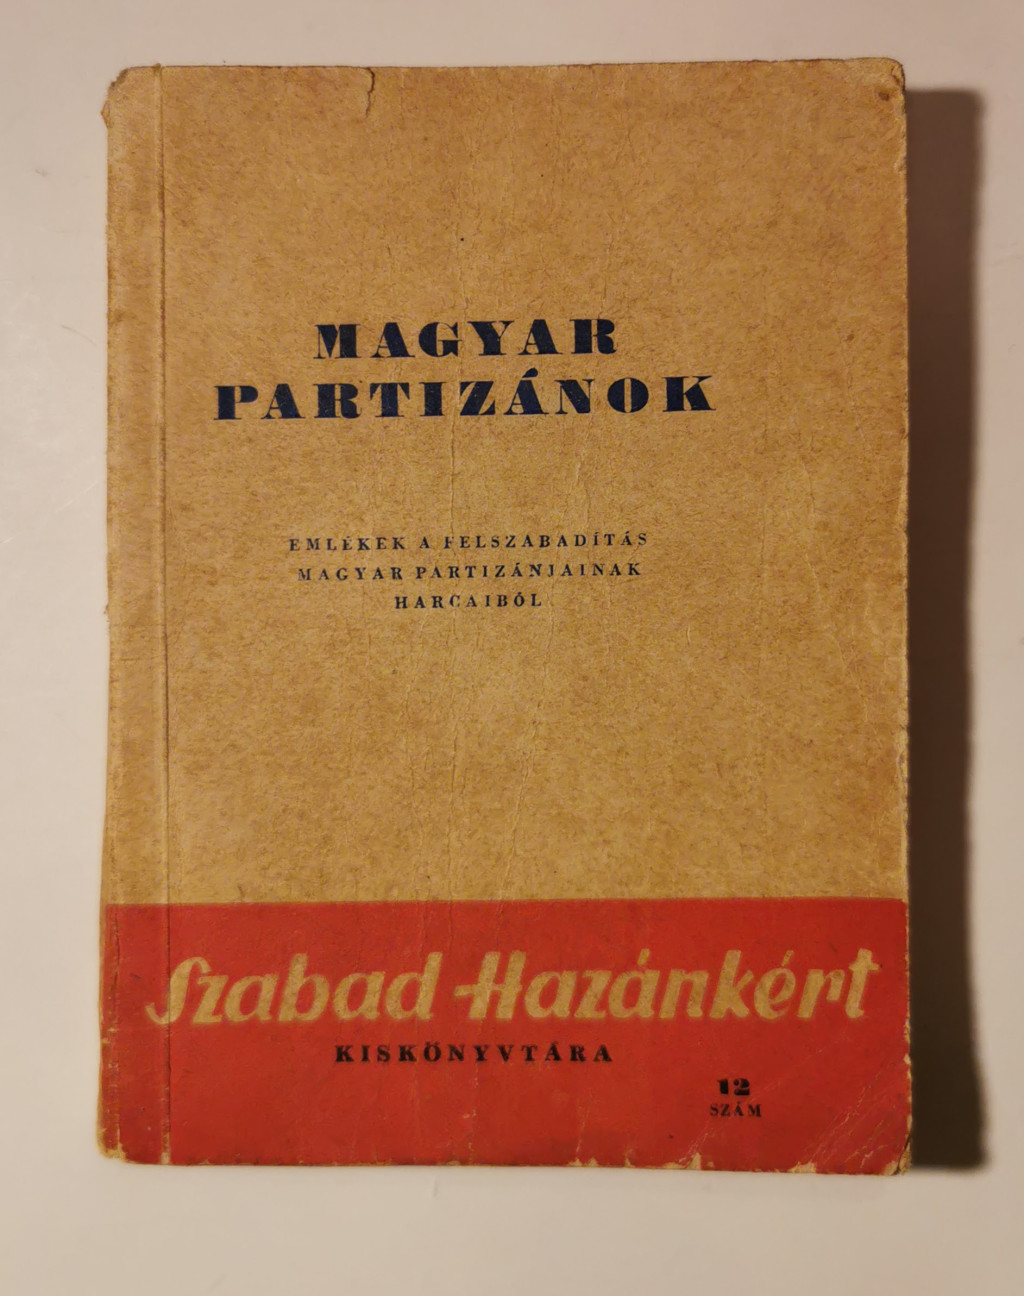 MAGYAR
PARTIZÁNOK
EMLÉKEK A FELSZABADÍTÁS
MAGYAR PARTIZÁNJAINAK
HARCAIBÓL
Szabad Hazánkért
KISKÖNYVTÁRA
12
SZÁM